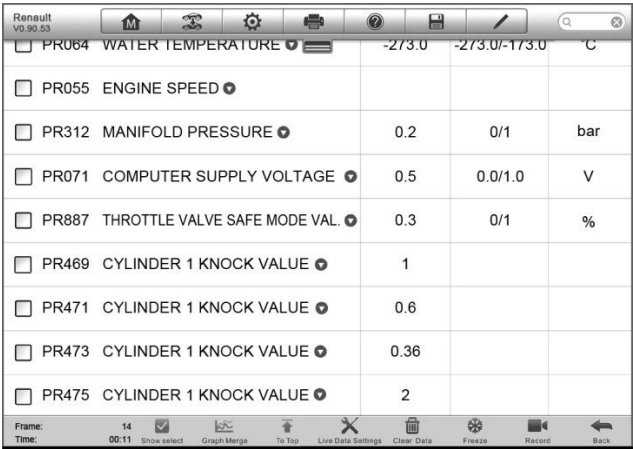 Renault
V0.90.53
M
PR064 WATER TEMPERATURE -273.0 -273.0/-173.0 °C
PR055 ENGINE SPEED
PR312 MANIFOLD PRESSURE 0.2 0/1 bar
PR071 COMPUTER SUPPLY VOLTAGE 0.5 0.0/1.0 V
PR887 THROTTLE VALVE SAFE MODE VAL. 0.3 0/1 %
PR469 CYLINDER 1 KNOCK VALUE 1
PR471 CYLINDER 1 KNOCK VALUE 0.6
PR473 CYLINDER 1 KNOCK VALUE 0.36
PR475 CYLINDER 1 KNOCK VALUE 2
Frame: 14
Time: 00:11 Show select Graph Merge To Top Live Data Settings Clear Data Freeze Record Back